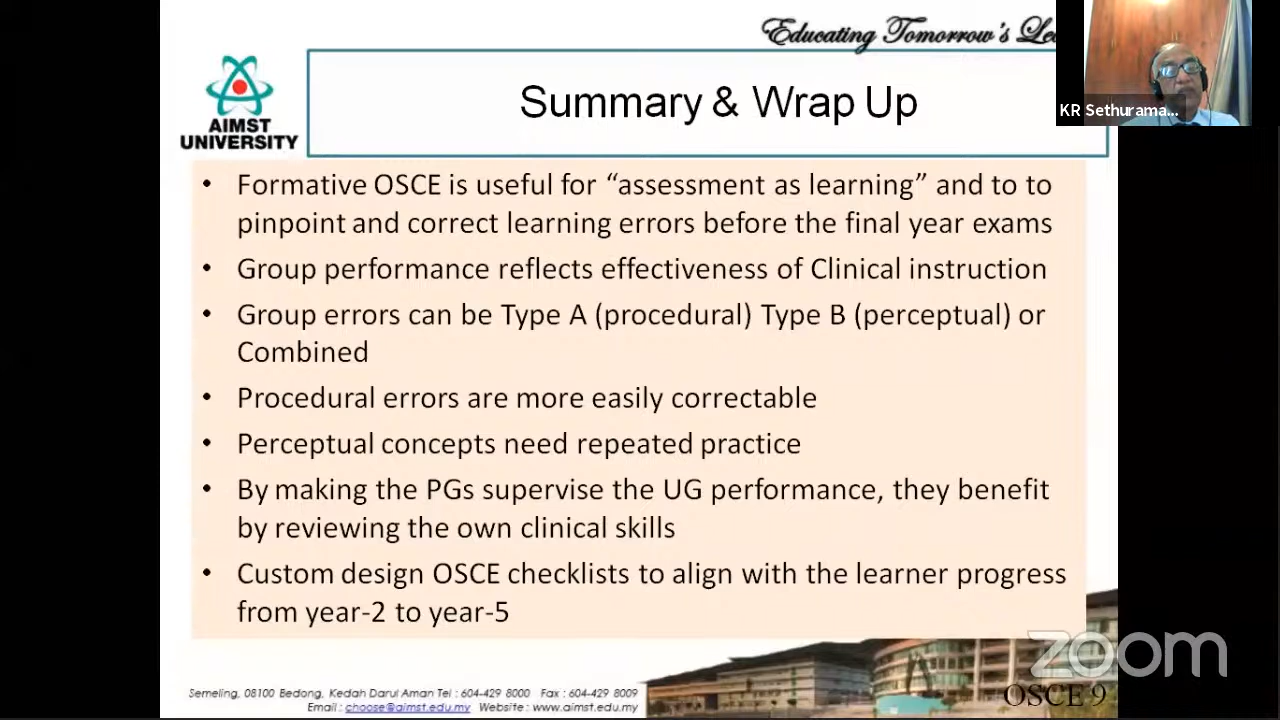 Educating Tomorrow's Le
KR Sethurama...
AIMST
UNIVERSITY
Summary & Wrap Up
• Formative OSCE is useful for “assessment as learning” and to to
pinpoint and correct learning errors before the final year exams
• Group performance reflects effectiveness of Clinical instruction
• Group errors can be Type A (procedural) Type B (perceptual) or
Combined
• Procedural errors are more easily correctable
• Perceptual concepts need repeated practice
• By making the PGs supervise the UG performance, they benefit
by reviewing the own clinical skills
• Custom design OSCE checklists to align with the learner progress
from year-2 to year-5
zoom
Semeling, 08100 Bedong, Kedah Darul Aman Tel : 604-429 8000 Fax : 604-429 8009
Email : choose@aimst.edu.my Website : www.aimst.edu.my
OSCE 9